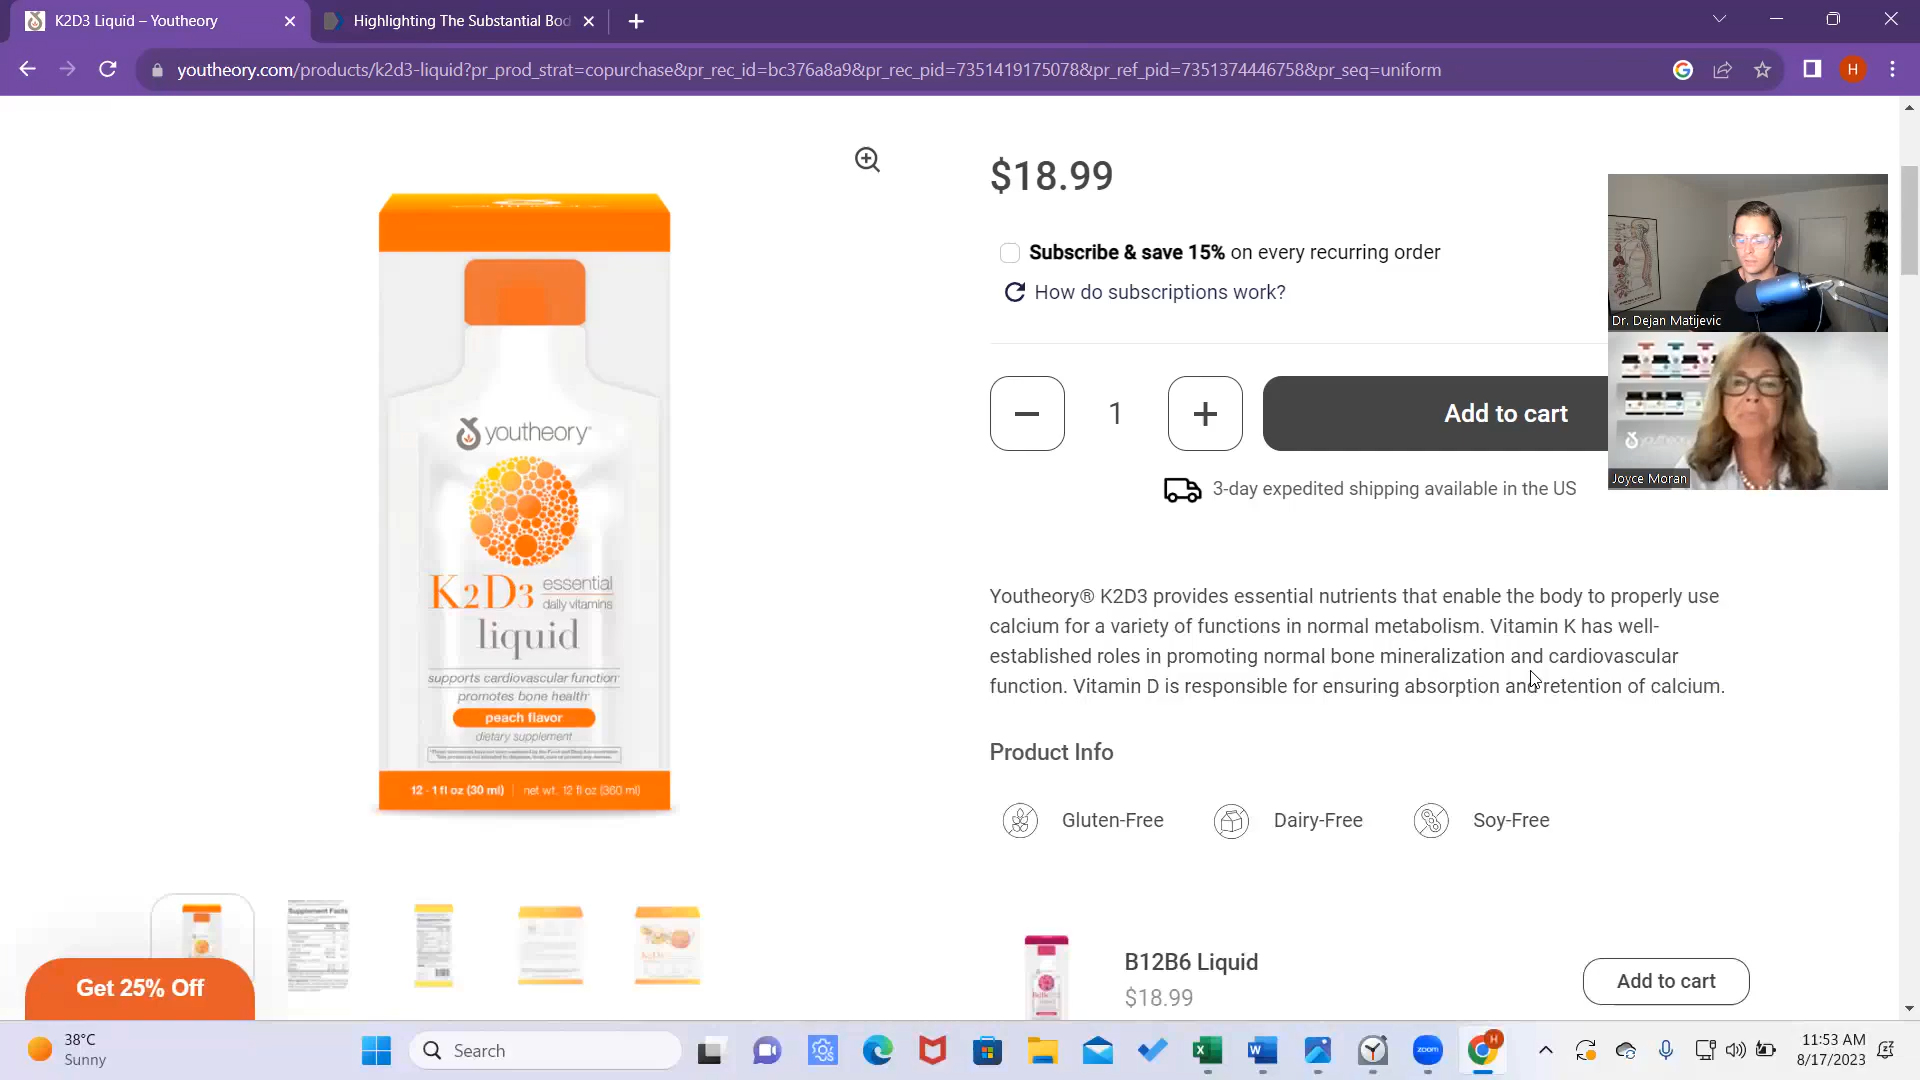 K2D3 Liquid – Youtheory
Highlighting The Substantial Bod
youtheory.com/products/k2d3-liquid?pr_prod_strat=copurchase&pr_rec_id=bc376a8a9&pr_rec_pid=7351419175078&pr_ref_pid=7351374446758&pr_seq=uniform
H
$18.99
Subscribe & save 15% on every recurring order
How do subscriptions work?
1
Add to cart
3-day expedited shipping available in the US
Dr. Dejan Matijevic
youtheory
Joyce Moran
youtheory
K2D3 essential
daily vitamins
liquid
supports cardiovascular function
promotes bone health
peach flavor
dietary supplement
12 - 1 fl oz (30 ml) | net wt. 12 fl oz (360 ml)
Youtheory® K2D3 provides essential nutrients that enable the body to properly use
calcium for a variety of functions in normal metabolism. Vitamin K has well-
established roles in promoting normal bone mineralization and cardiovascular
function. Vitamin D is responsible for ensuring absorption and retention of calcium.
Product Info
Gluten-Free
Dairy-Free
Soy-Free
Supplement Facts
K2D3
B12B6 Liquid
$18.99
Add to cart
Get 25% Off
38°C
Sunny
Search
zoom
H
11:53 AM
8/17/2023